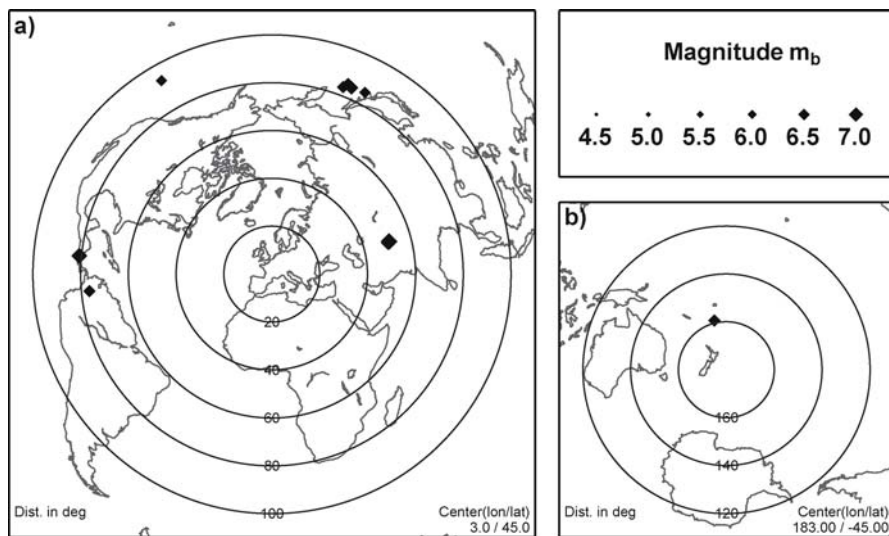 a)
20
40
60
80
100
Dist. in deg
Center(lon/lat)
3.0 / 45.0
Magnitude mb
4.5 5.0 5.5 6.0 6.5 7.0
b)
160
140
120
Dist. in deg
Center(lon/lat)
183.00 / -45.00